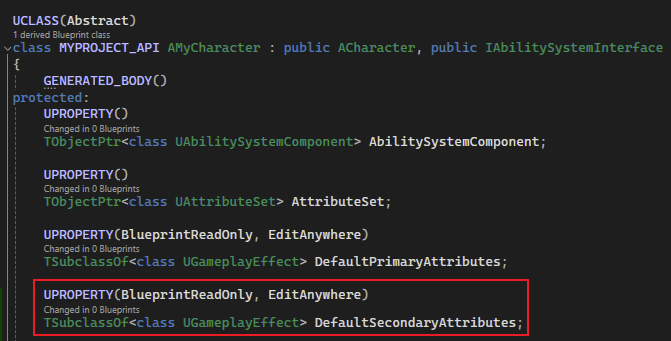 UCLASS(Abstract)
1 derived Blueprint class
class MYPROJECT_API AMyCharacter : public ACharacter, public IAbilitySystemInterface
{
GENERATED_BODY()
protected:
UPROPERTY()
Changed in 0 Blueprints
TObjectPtr<class UAbilitySystemComponent> AbilitySystemComponent;
UPROPERTY()
Changed in 0 Blueprints
TObjectPtr<class UAttributeSet> AttributeSet;
UPROPERTY(BlueprintReadOnly, EditAnywhere)
Changed in 0 Blueprints
TSubclassOf<class UGameplayEffect> DefaultPrimaryAttributes;
UPROPERTY(BlueprintReadOnly, EditAnywhere)
Changed in 0 Blueprints
TSubclassOf<class UGameplayEffect> DefaultSecondaryAttributes;